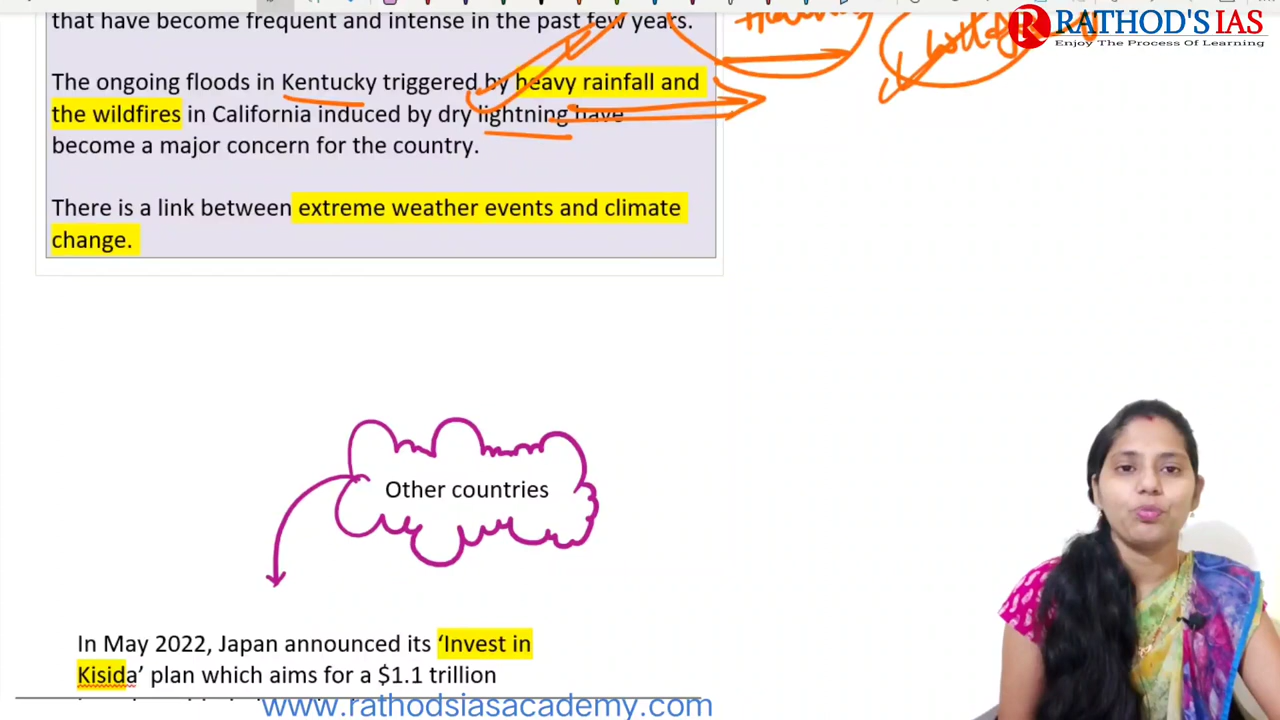 that have become frequent and intense in the past few years.
RATHOD'S IAS
Enjoy The Process Of Learning
The ongoing floods in Kentucky triggered by heavy rainfall and
the wildfires in California induced by dry lightning have
become a major concern for the country.
There is a link between extreme weather events and climate
change.
Other countries
In May 2022, Japan announced its ‘Invest in
Kisida’ plan which aims for a $1.1 trillion
www.rathodsiasacademy.com